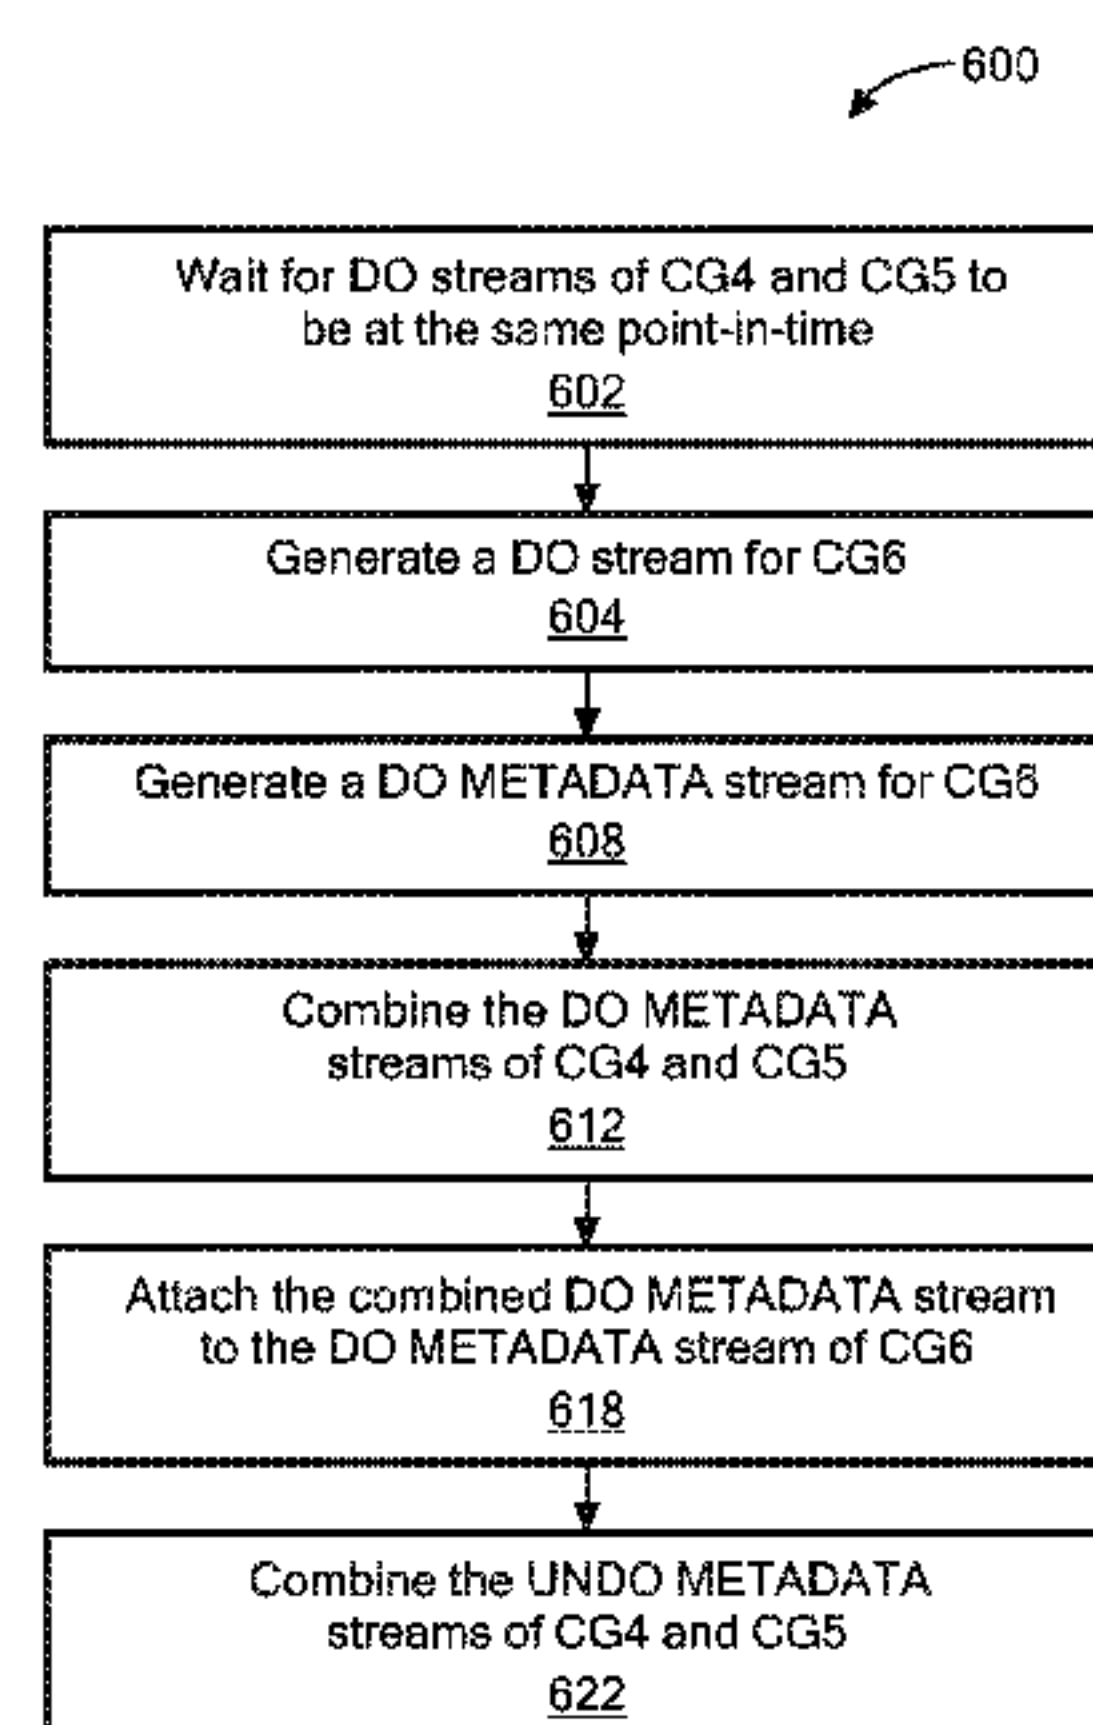 600
Wait for DO streams of CG4 and CG5 to
be at the same point-in-time
602
Generate a DO stream for CG6
604
Generate a DO METADATA stream for CG6
608
Combine the DO METADATA
streams of CG4 and CG5
612
Attach the combined DO METADATA stream
to the DO METADATA stream of CG6
618
Combine the UNDO METADATA
streams of CG4 and CG5
622